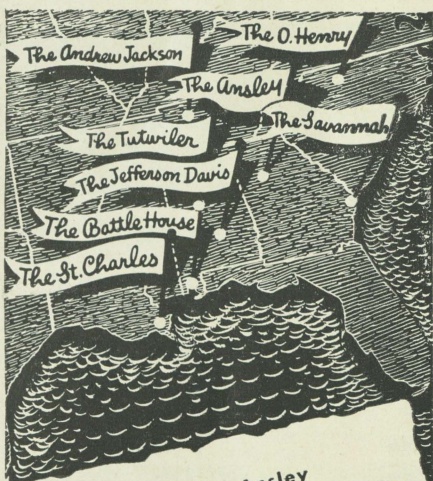 The O. Henry
The Andrew Jackson
The Ansley
The Savannah
The Tutwiler
The Jefferson Davis
The Battle House
The St. Charles